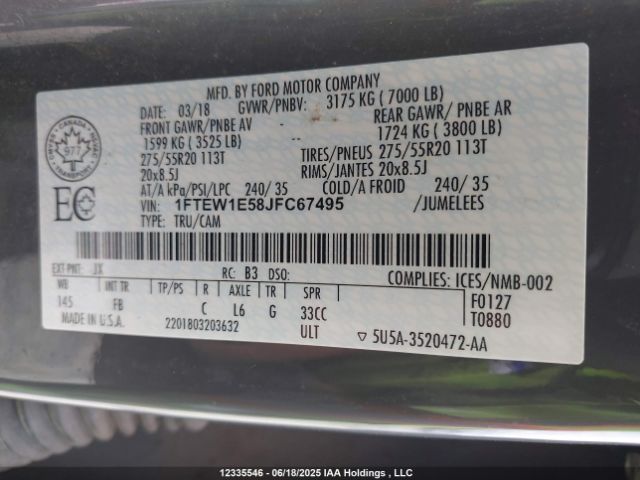 MFD. BY FORD MOTOR COMPANY
DATE: 03/18 GVWR/PNBV: 3175 KG ( 7000 LB)
FRONT GAWR/PNBE AV - REAR GAWR/ PNBE AR
1599 KG ( 3525 LB) - 1724 KG ( 3800 LB)
275/55R20 113T TIRES/PNEUS 275/55R20 113T
20x8.5J RIMS/JANTES 20x8.5J
AT/A kPa/PSI/LPC 240/ 35 COLD/A FROID 240/ 35
VIN: 1FTEW1E58JFC67495 /JUMELEES
TYPE: TRU/CAM
CANADA
977
TRANSPORT
EC
EXT PNT: JX RC: B3 DSO: COMPLIES: ICES/NMB-002
WB INT TR TP/PS R AXLE TR SPR F0127
145 FB C L6 G 33CC T0880
MADE IN U.S.A. 2201803203632 ULT ▽ 5U5A-3520472-AA
12335546 - 06/18/2025 IAA Holdings , LLC